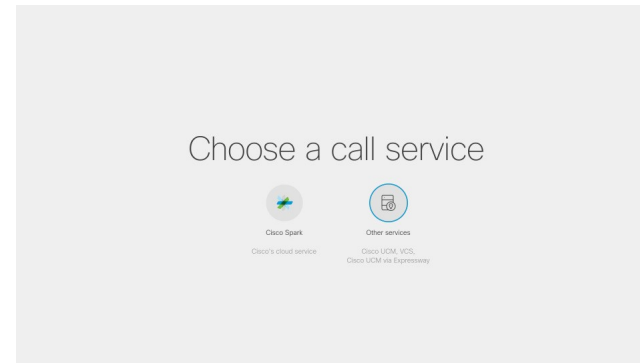 Choose a call service
Cisco Spark
Other services
Cisco's cloud service
Cisco UCM, VCS,
Cisco UCM via Expressway